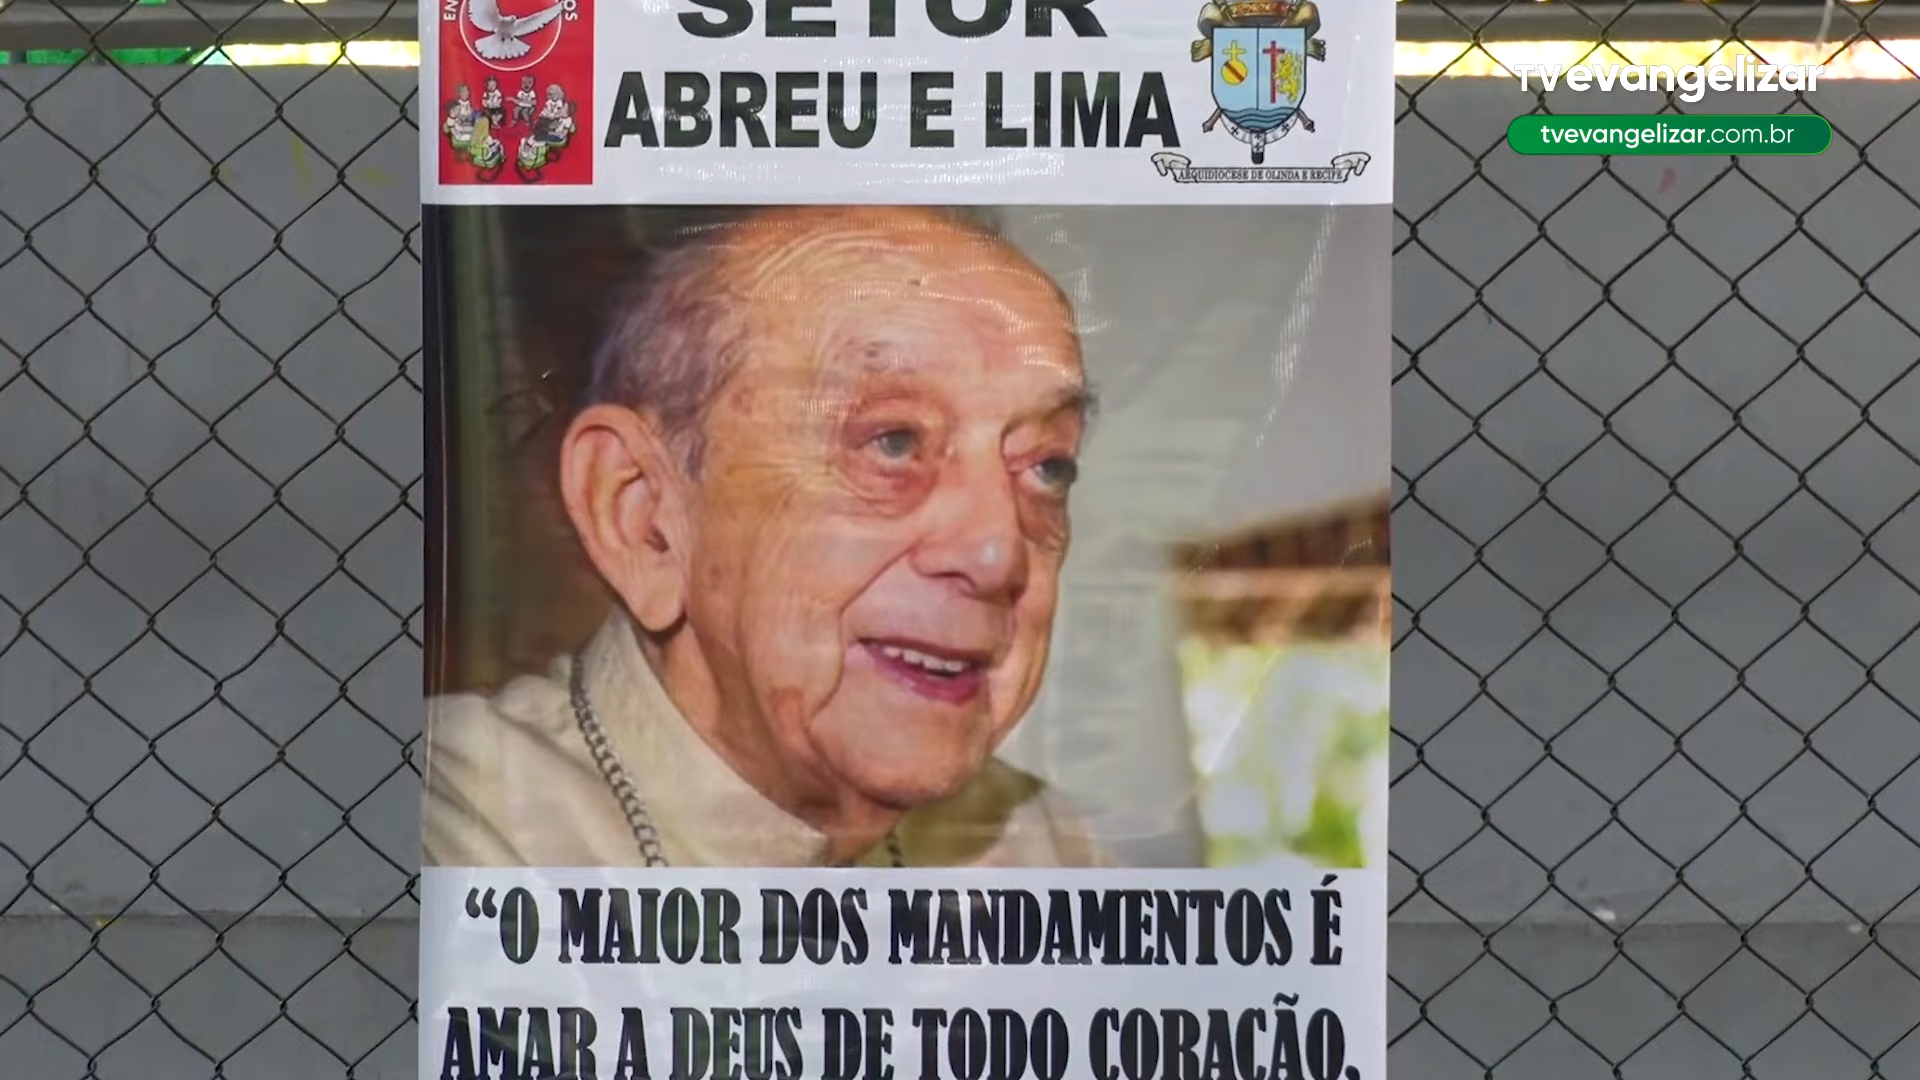 SETOR
ABREU E LIMA
ARQUIDIOCESE DE OLINDA E RECIFE
TVevangelizar
tvevangelizar.com.br
“O MAIOR DOS MANDAMENTOS É
AMAR A DEUS DE TODO CORAÇÃO,